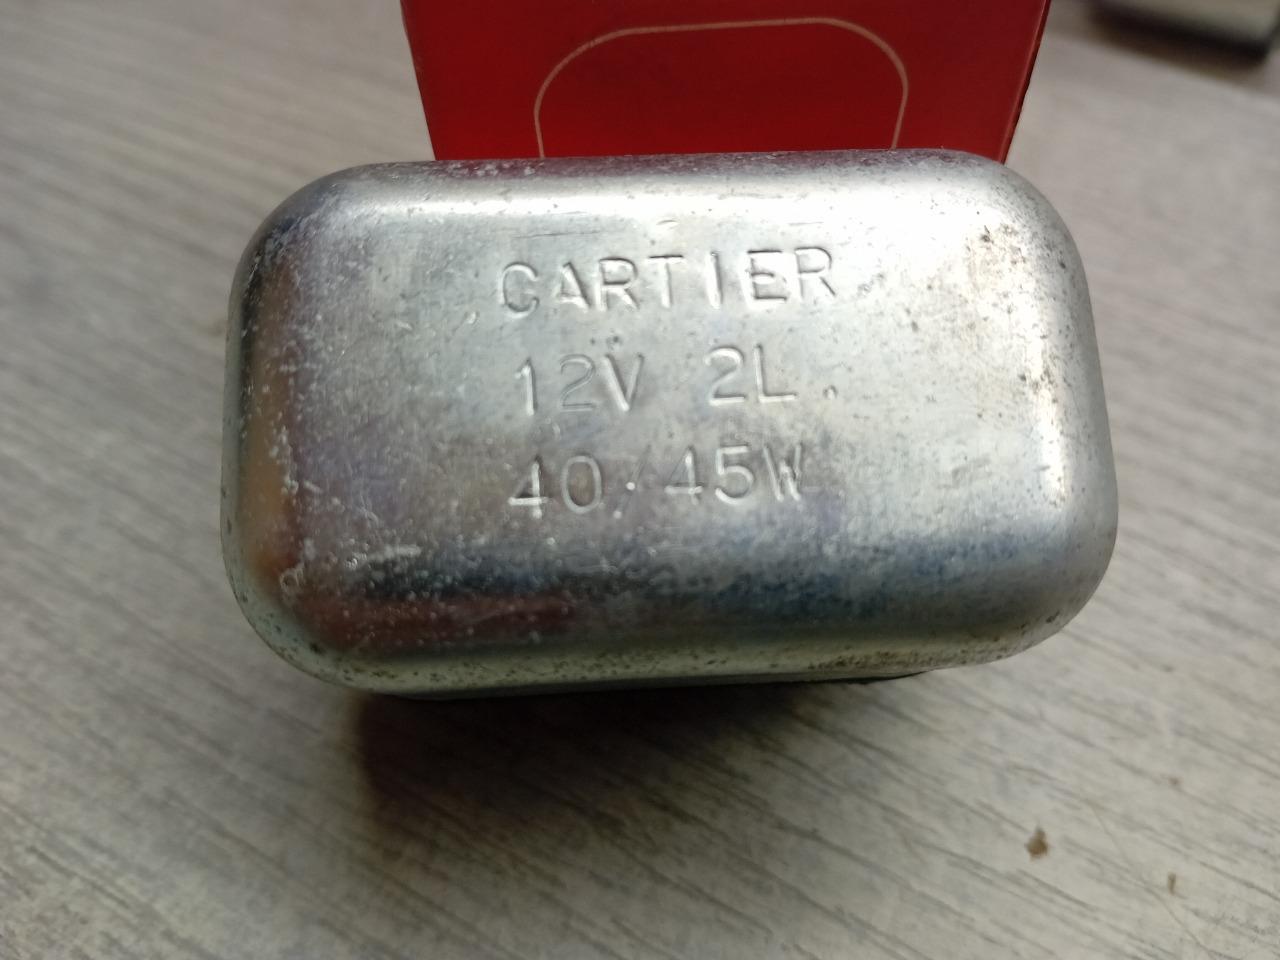 CARTIER
12V 2L.
40/45W